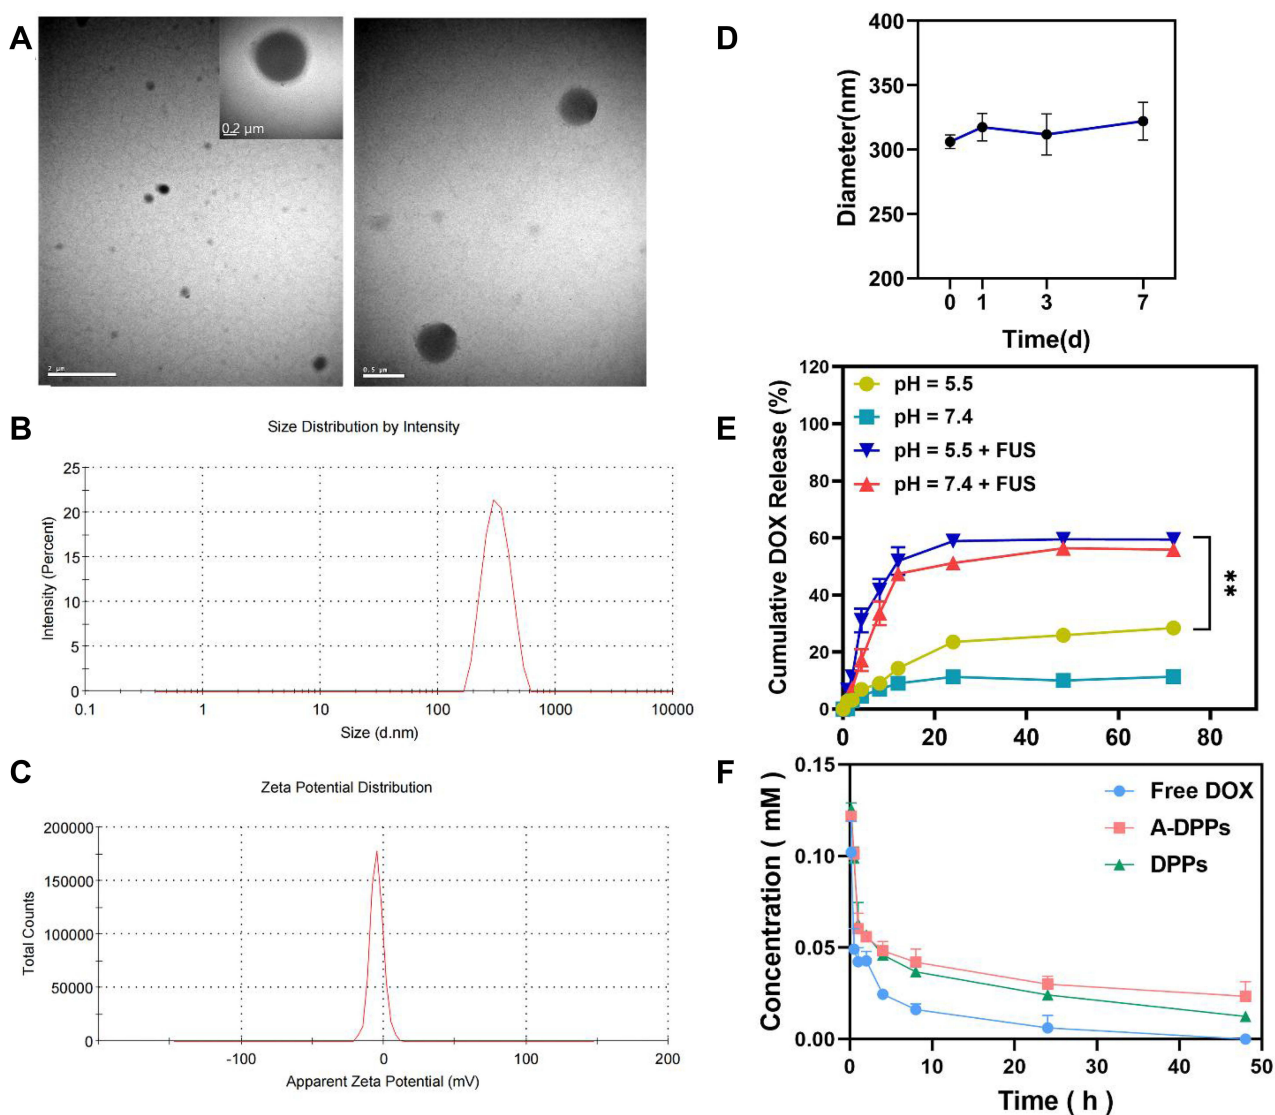 A
0.2 μm
2 μm
0.5 μm
B
Size Distribution by Intensity
Intensity (Percent)
25
20
15
10
5
0
0.1
1
10
100
1000
10000
Size (d.nm)
C
Zeta Potential Distribution
Total Counts
200000
150000
100000
50000
0
-100
0
100
200
Apparent Zeta Potential (mV)
D
Diameter(nm)
400
350
300
250
200
0
1
3
7
Time(d)
E
Cumulative DOX Release (%)
120
100
80
60
40
20
0
pH = 5.5
pH = 7.4
pH = 5.5 + FUS
pH = 7.4 + FUS
**
0
20
40
60
80
F
Concentration ( mM )
0.15
0.10
0.05
0.00
Free DOX
A-DPPs
DPPs
0
10
20
30
40
50
Time ( h )